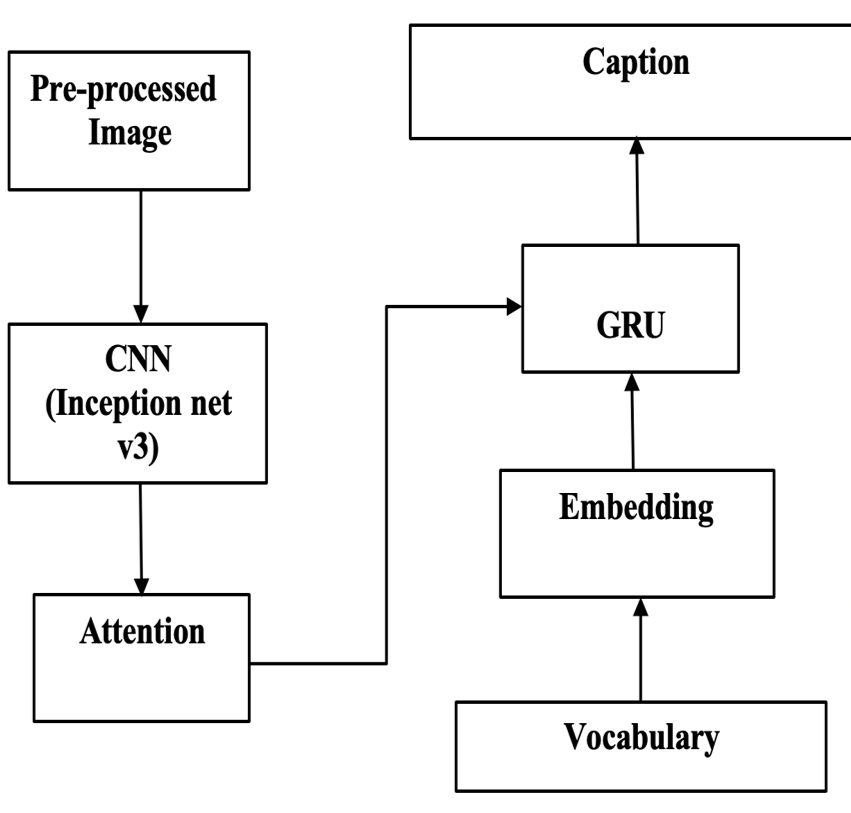 Pre-processed
Image
CNN
(Inception net
v3)
Attention
Caption
GRU
Embedding
Vocabulary